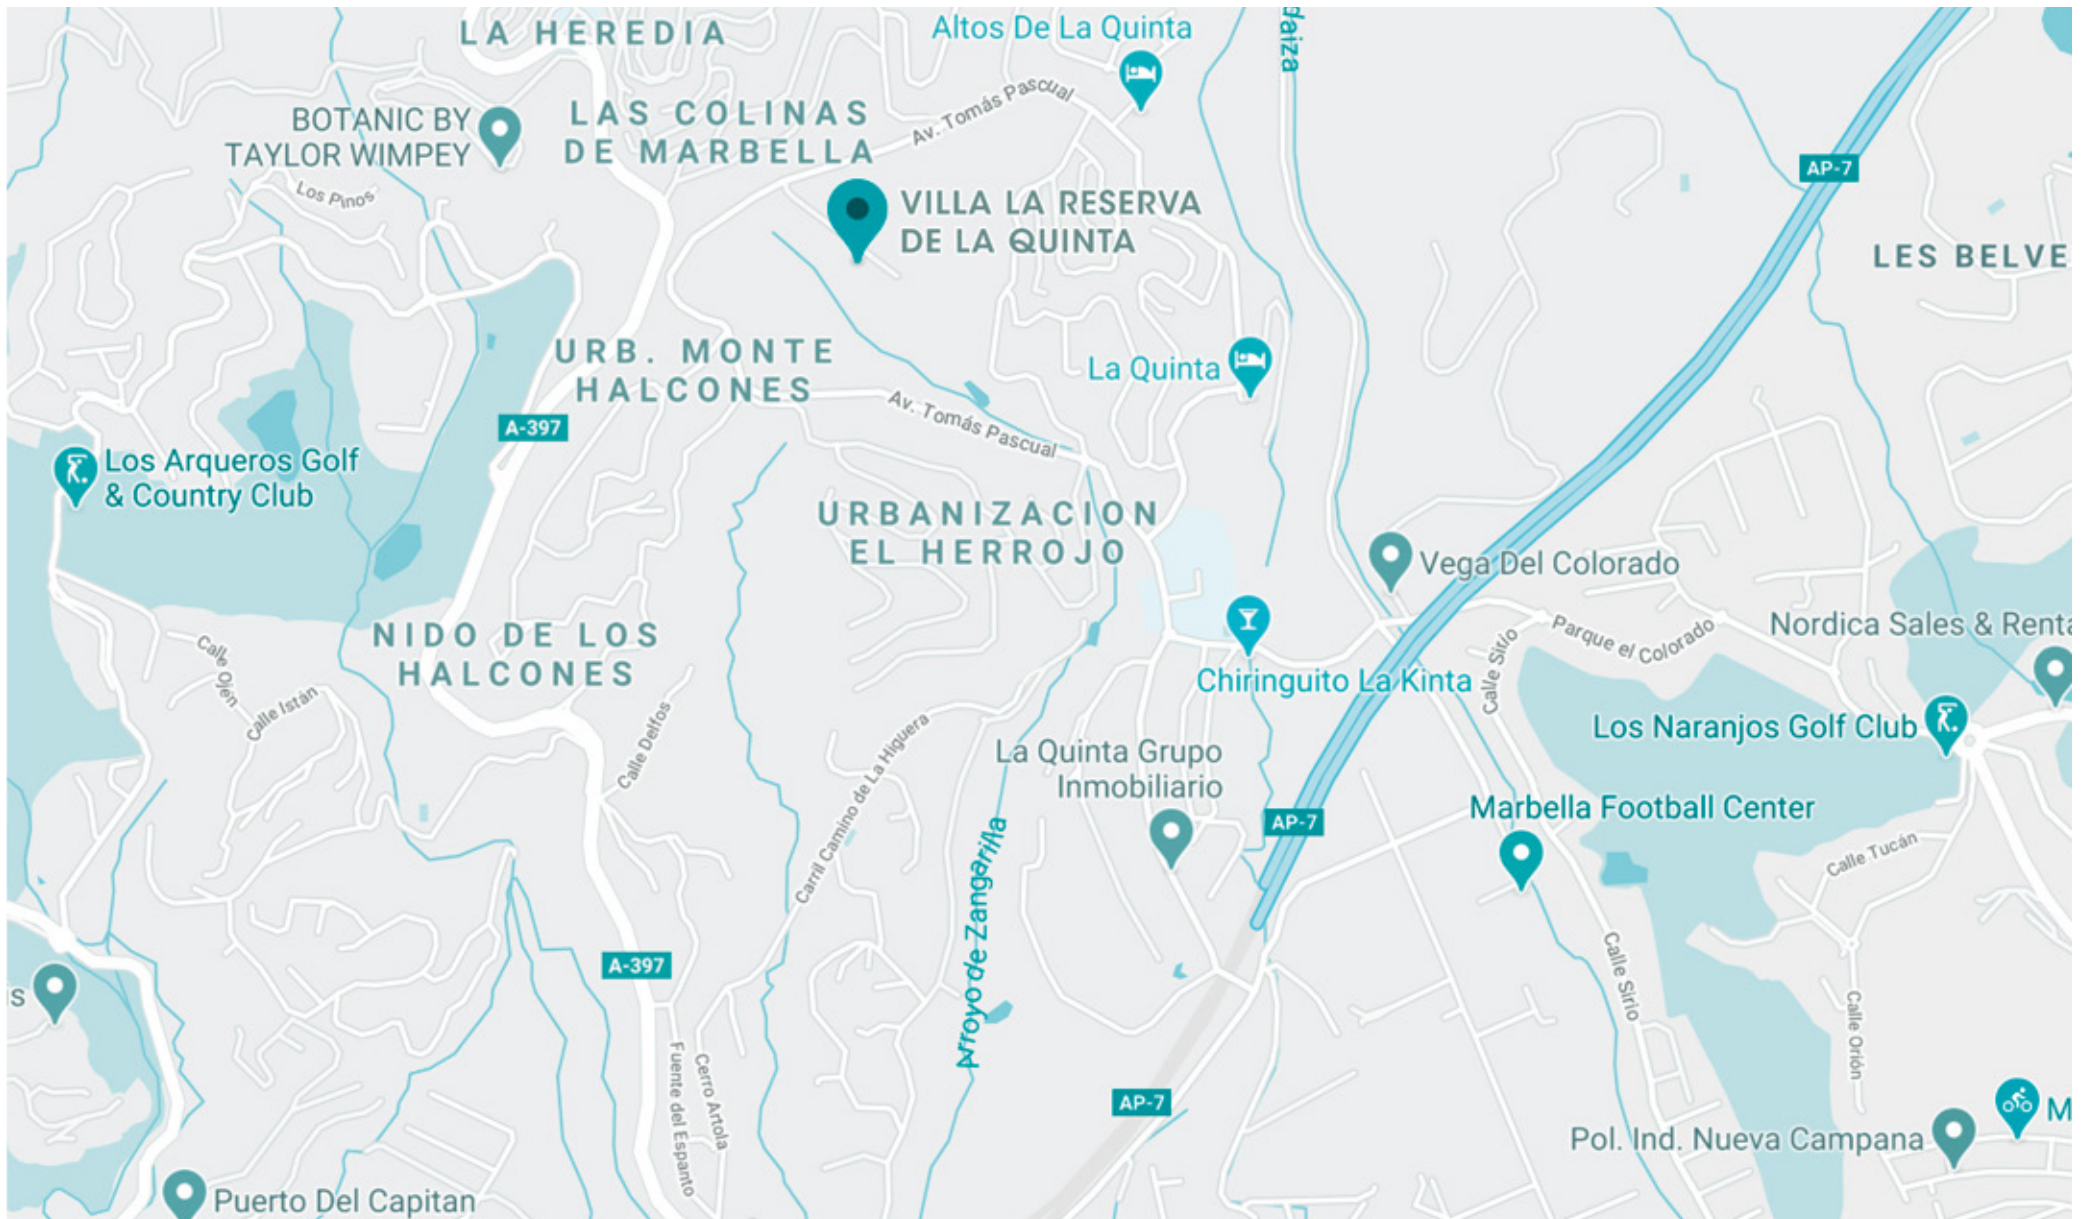 LA HEREDIA
Altos De La Quinta
daiza
BOTANIC BY
TAYLOR WIMPEY
LAS COLINAS
DE MARBELLA
Av. Tomás Pascual
AP-7
Los Pinos
VILLA LA RESERVA
DE LA QUINTA
LES BELVE
URB. MONTE
HALCONES
La Quinta
A-397
Av. Tomás Pascual
Los Arqueros Golf
& Country Club
URBANIZACION
EL HERROJO
Vega Del Colorado
NIDO DE LOS
HALCONES
Calle Ojén
Calle Istán
Calle Delfos
Chiringuito La Kinta
Calle Sirio
Parque el Colorado
Nordica Sales & Renta
Los Naranjos Golf Club
Carril Camino de La Higuera
La Quinta Grupo
Inmobiliario
AP-7
Marbella Football Center
Calle Tucán
Arroyo de Zangarilla
A-397
Calle Sirio
Calle Orión
s
Fuente del Espanto
Cerro Artola
AP-7
M
Pol. Ind. Nueva Campana
Puerto Del Capitan